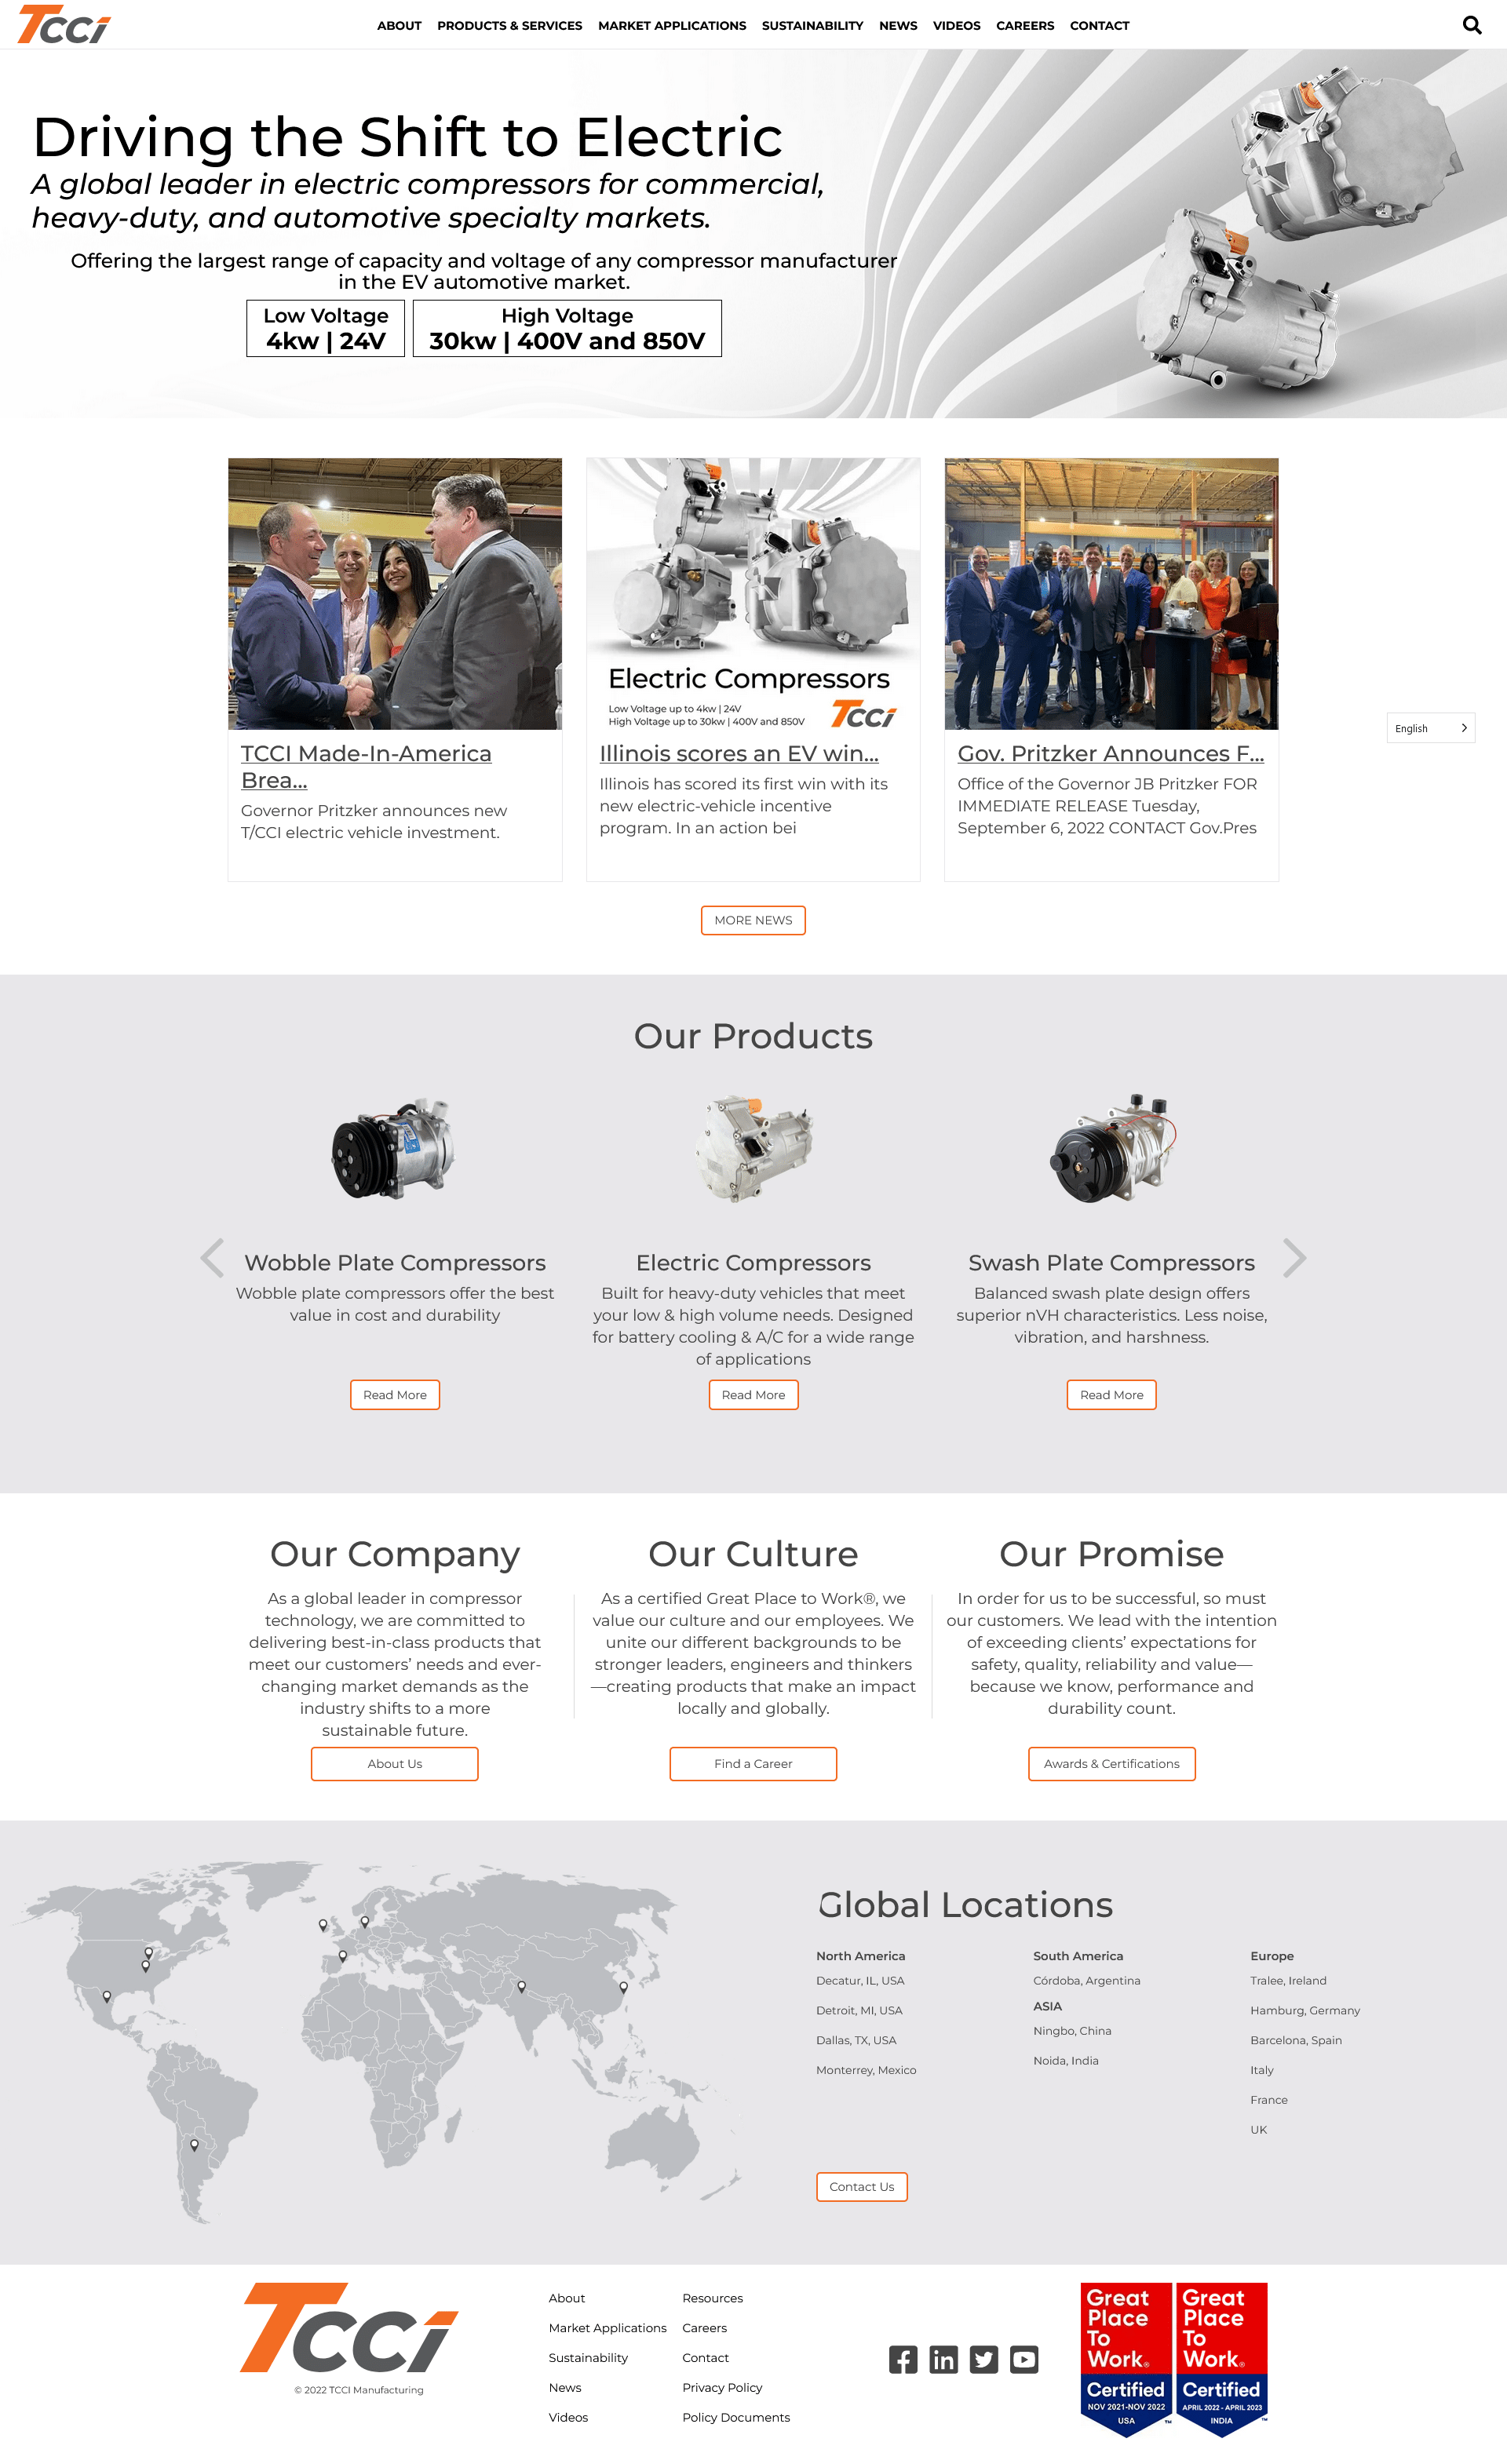 Tcci
ABOUT PRODUCTS & SERVICES MARKET APPLICATIONS SUSTAINABILITY NEWS VIDEOS CAREERS CONTACT
Driving the Shift to Electric
A global leader in electric compressors for commercial,
heavy-duty, and automotive specialty markets.
Offering the largest range of capacity and voltage of any compressor manufacturer
in the EV automotive market.
Low Voltage
4kw | 24V
High Voltage
30kw | 400V and 850V
Electric Compressors
Low Voltage up to 4kw | 24V
High Voltage up to 30kw | 400V and 850V
Tcci
TCCI Made-In-America
Brea...
Governor Pritzker announces new
T/CCI electric vehicle investment.
Illinois scores an EV win...
Illinois has scored its first win with its
new electric-vehicle incentive
program. In an action bei
Gov. Pritzker Announces F...
Office of the Governor JB Pritzker FOR
IMMEDIATE RELEASE Tuesday,
September 6, 2022 CONTACT Gov.Pres
English
MORE NEWS
Our Products
Wobble Plate Compressors
Wobble plate compressors offer the best
value in cost and durability
Read More
Electric Compressors
Built for heavy-duty vehicles that meet
your low & high volume needs. Designed
for battery cooling & A/C for a wide range
of applications
Read More
Swash Plate Compressors
Balanced swash plate design offers
superior nVH characteristics. Less noise,
vibration, and harshness.
Read More
Our Company
As a global leader in compressor
technology, we are committed to
delivering best-in-class products that
meet our customers’ needs and ever-
changing market demands as the
industry shifts to a more
sustainable future.
About Us
Our Culture
As a certified Great Place to Work®, we
value our culture and our employees. We
unite our different backgrounds to be
stronger leaders, engineers and thinkers
—creating products that make an impact
locally and globally.
Find a Career
Our Promise
In order for us to be successful, so must
our customers. We lead with the intention
of exceeding clients’ expectations for
safety, quality, reliability and value—
because we know, performance and
durability count.
Awards & Certifications
Global Locations
North America
Decatur, IL, USA
Detroit, MI, USA
Dallas, TX, USA
Monterrey, Mexico
South America
Córdoba, Argentina
ASIA
Ningbo, China
Noida, India
Europe
Tralee, Ireland
Hamburg, Germany
Barcelona, Spain
Italy
France
UK
Contact Us
Tcci
© 2022 TCCI Manufacturing
About
Market Applications
Sustainability
News
Videos
Resources
Careers
Contact
Privacy Policy
Policy Documents
Great
Place
To
Work®
Certified
NOV 2021-NOV 2022
USA
™
Great
Place
To
Work®
Certified
APRIL 2022 - APRIL 2023
INDIA
™